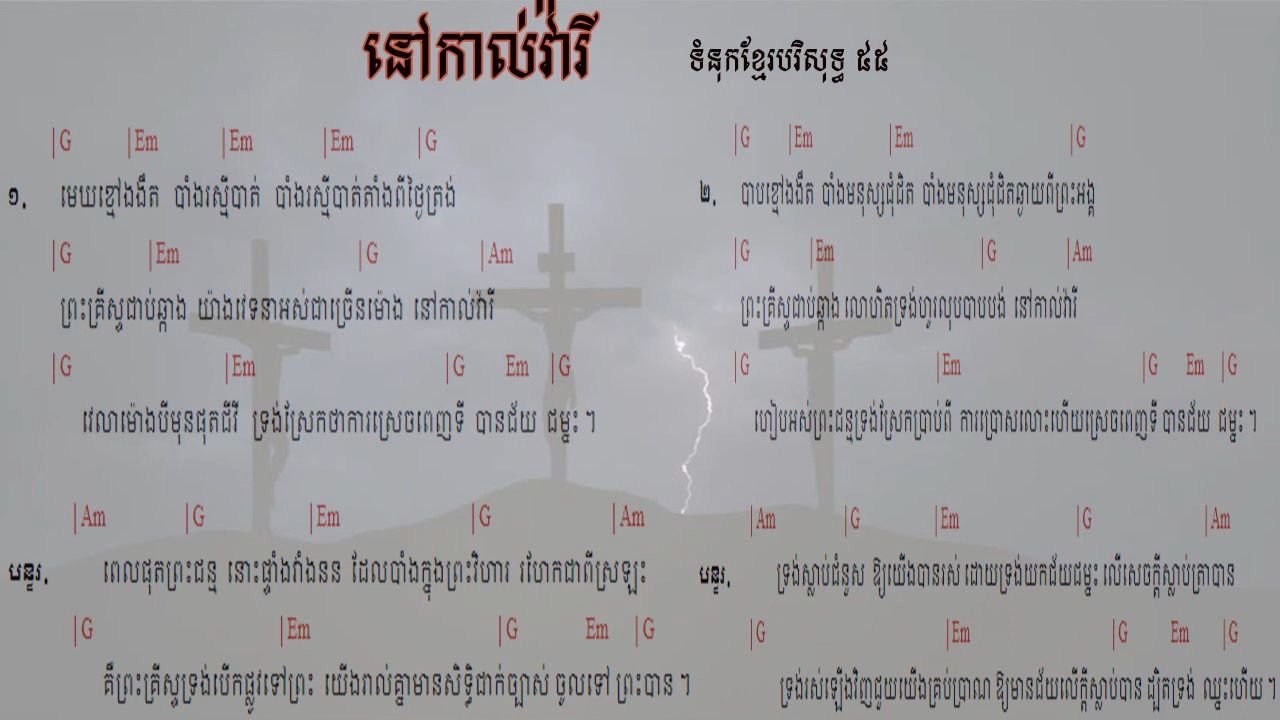 នៅកាល់វ៉ារី
ទំនុកខ្មែរបរិសុទ្ធ ៥៥
|G |Em |Em |Em |G
១. មេឃខ្មៅងងឹត បាំងរស្មីបាត់ បាំងរស្មីបាត់តាំងពីថ្ងៃត្រង់
|G |Em |G |Am
ព្រះគ្រីស្ទជាប់ឆ្កាង យ៉ាងវេទនាអស់ជាច្រើនម៉ោង នៅកាល់វ៉ារី
|G |Em |G Em |G
វេលាម៉ោងបីមុនផុតជីវី ទ្រង់ស្រែកថាការស្រេចពេញទី បានជ័យ ជម្នះ ។
|Am |G |Em |G |Am
បន្ទរ. ពេលផុតព្រះជន្ម នោះផ្ទាំងវាំងនន ដែលបាំងក្នុងព្រះវិហារ រហែកជាពីស្រឡះ
|G |Em |G Em |G
គឺព្រះគ្រីស្ទទ្រង់បើកផ្លូវទៅព្រះ យើងរាល់គ្នាមានសិទ្ធិជាក់ច្បាស់ ចូលទៅ ព្រះបាន ។
|G |Em |Em |G
២. បាបខ្មៅងងឹត បាំងមនុស្សជុំជិត បាំងមនុស្សជុំជិតឆ្ងាយពីព្រះអង្គ
|G |Em |G |Am
ព្រះគ្រីស្ទជាប់ឆ្កាង លោហិតទ្រង់ហូរលុបបាបបង់ នៅកាល់វ៉ារី
|G |Em |G Em |G
ហៀបអស់ព្រះជន្មទ្រង់ស្រែកប្រាប់ពី ការប្រោសលោះហើយស្រេចពេញទី បានជ័យ ជម្នះ ។
|Am |G |Em |G |Am
បន្ទរ. ទ្រង់ស្លាប់ជំនួស ឱ្យយើងបានរស់ ដោយទ្រង់យកជ័យជម្នះ លើសេចក្ដីស្លាប់ត្រាបាន
|G |Em |G Em |G
ទ្រង់រស់ឡើងវិញជួយយើងគ្រប់ប្រាណ ឱ្យមានជ័យលើក្ដីស្លាប់បាន ដ្បិតទ្រង់ ឈ្នះហើយ ។